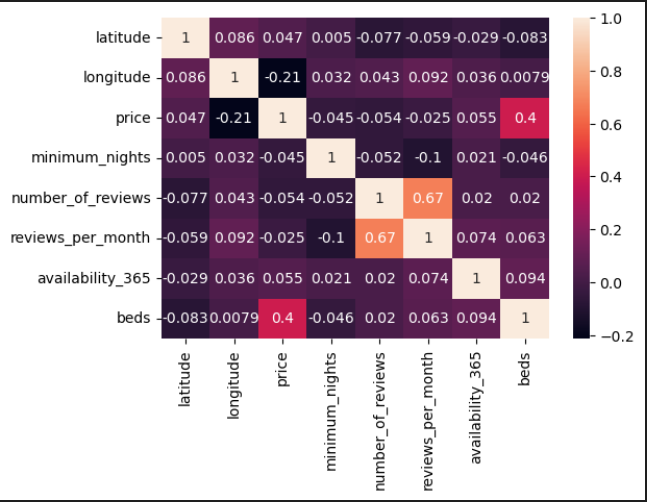 latitude 1 0.086 0.047 0.005 -0.077 -0.059 -0.029 -0.083
longitude 0.086 1 -0.21 0.032 0.043 0.092 0.036 0.0079
price 0.047 -0.21 1 -0.045 -0.054 -0.025 0.055 0.4
minimum_nights 0.005 0.032 -0.045 1 -0.052 -0.1 0.021 -0.046
number_of_reviews -0.077 0.043 -0.054 -0.052 1 0.67 0.02 0.02
reviews_per_month -0.059 0.092 -0.025 -0.1 0.67 1 0.074 0.063
availability_365 -0.029 0.036 0.055 0.021 0.02 0.074 1 0.094
beds -0.083 0.0079 0.4 -0.046 0.02 0.063 0.094 1
latitude
longitude
price
minimum_nights
number_of_reviews
reviews_per_month
availability_365
beds
1.0
0.8
0.6
0.4
0.2
0.0
−0.2